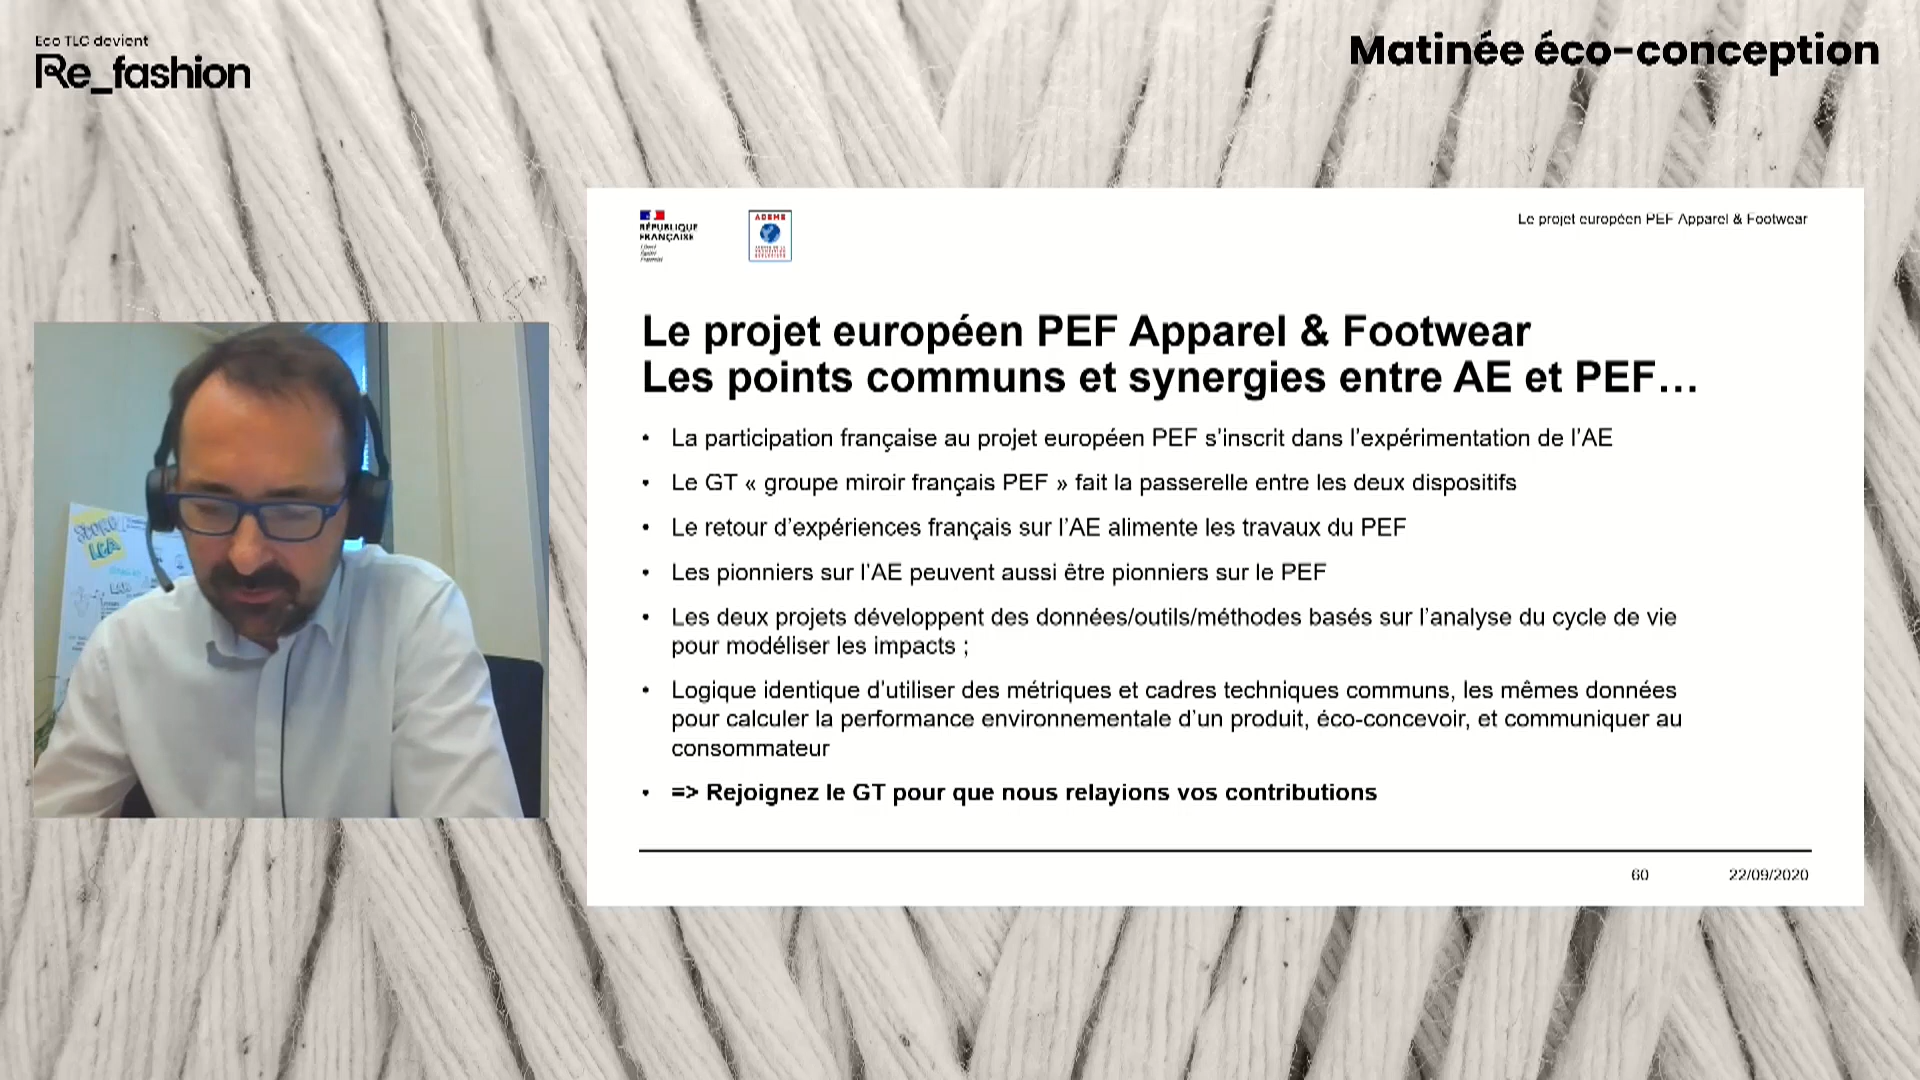 Eco TLC devient
Re_fashion
Matinée éco-conception
RÉPUBLIQUE
FRANÇAISE
ADEME
Le projet européen PEF Apparel & Footwear
Le projet européen PEF Apparel & Footwear
Les points communs et synergies entre AE et PEF…
• La participation française au projet européen PEF s’inscrit dans l’expérimentation de l’AE
• Le GT « groupe miroir français PEF » fait la passerelle entre les deux dispositifs
• Le retour d’expériences français sur l’AE alimente les travaux du PEF
• Les pionniers sur l’AE peuvent aussi être pionniers sur le PEF
• Les deux projets développent des données/outils/méthodes basés sur l’analyse du cycle de vie
pour modéliser les impacts ;
• Logique identique d’utiliser des métriques et cadres techniques communs, les mêmes données
pour calculer la performance environnementale d’un produit, éco-concevoir, et communiquer au
consommateur
• => Rejoignez le GT pour que nous relayions vos contributions
60
22/09/2020